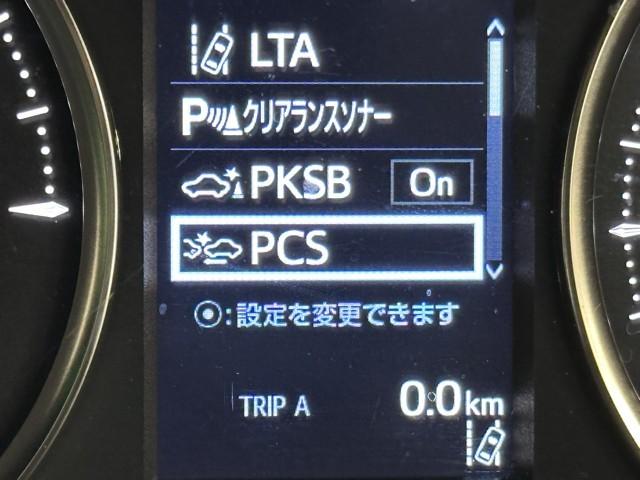 LTA
Pクリアランスソナー
PKSB On
PCS
⦿:設定を変更できます
TRIP A 0.0km